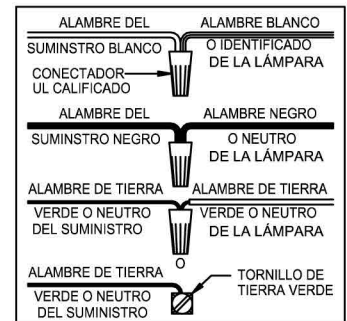 ALAMBRE DEL ALAMBRE BLANCO
SUMINSTRO BLANCO O IDENTIFICADO
DE LA LÁMPARA
CONECTADOR
UL CALIFICADO
ALAMBRE DEL ALAMBRE NEGRO
SUMINSTRO NEGRO O NEUTRO
DE LA LÁMPARA
ALAMBRE DE TIERRA ALAMBRE DE TIERRA
VERDE O NEUTRO VERDE O NEUTRO
DEL SUMINISTRO DE LA LÁMPARA
O
ALAMBRE DE TIERRA TORNILLO DE
TIERRA VERDE
VERDE O NEUTRO
DEL SUMINISTRO